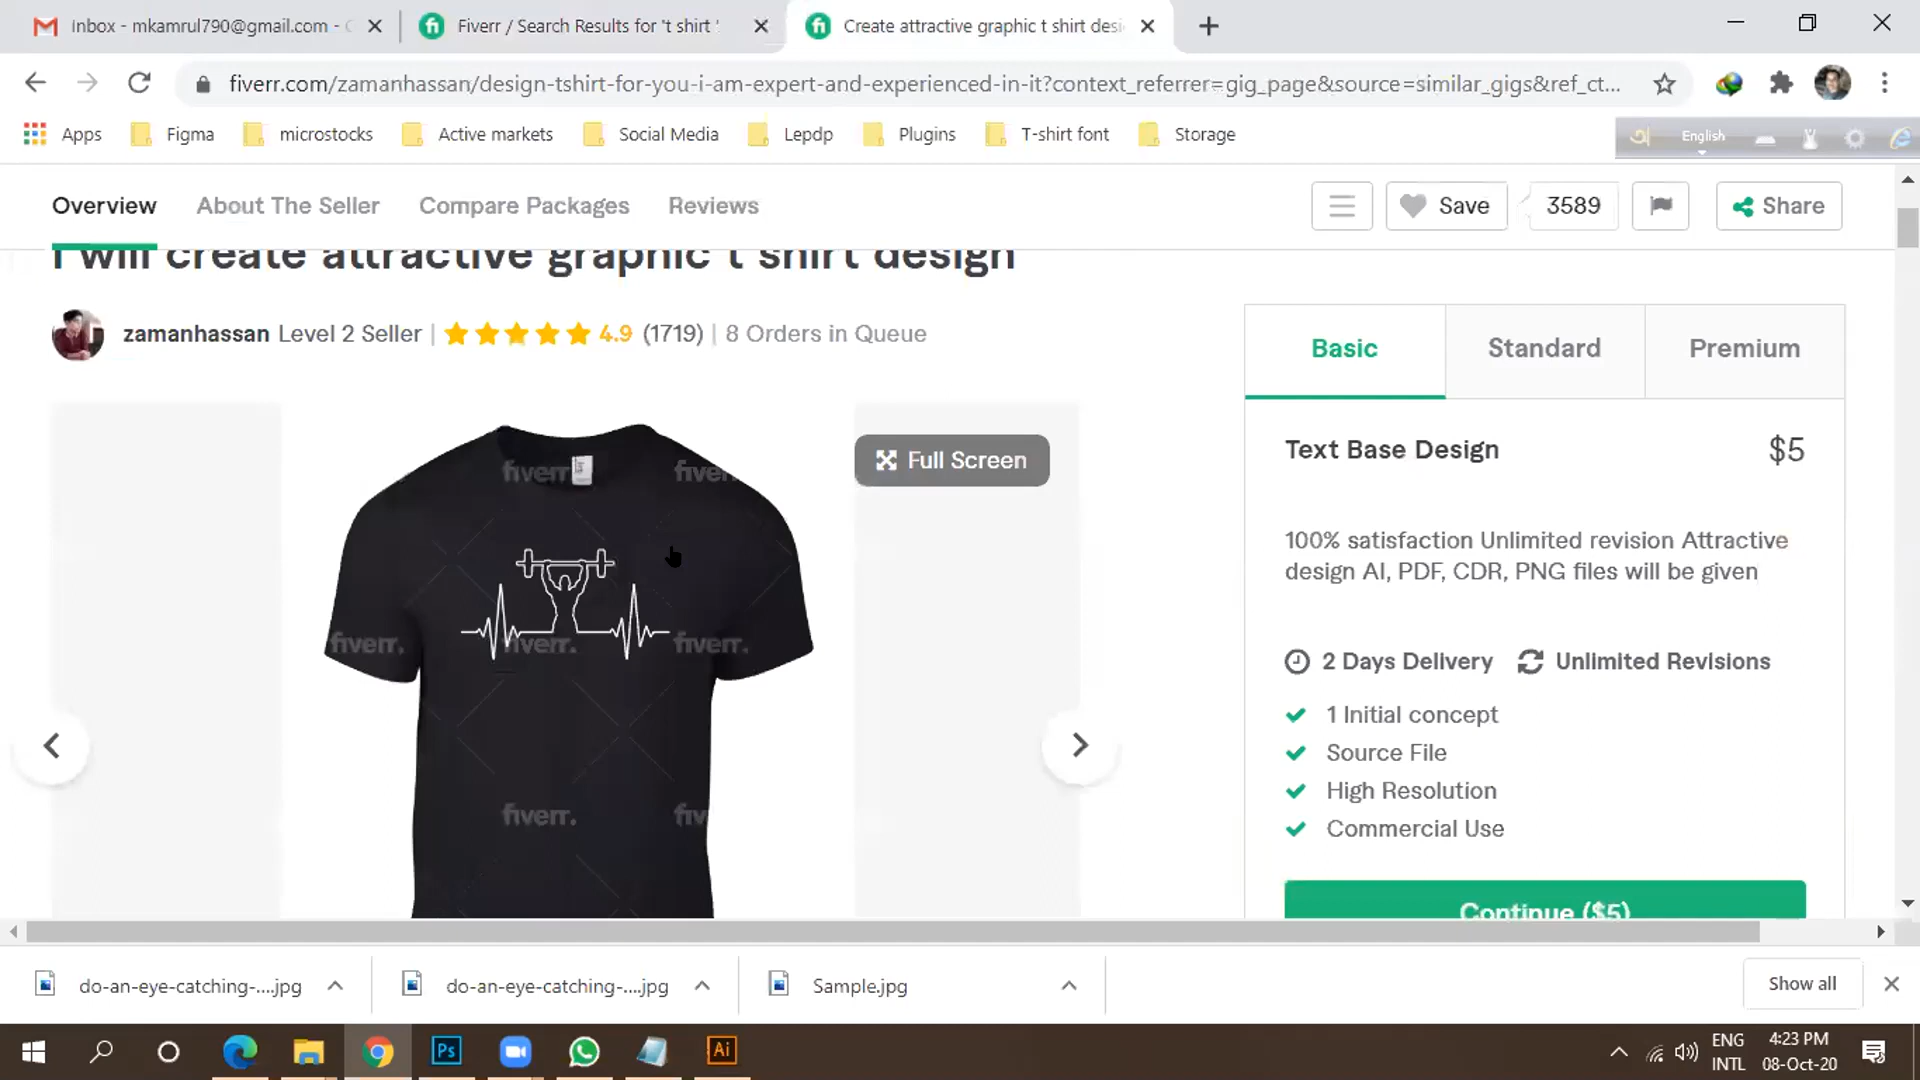 Inbox - mkamrul790@gmail.com -
Fiverr / Search Results for 't shirt '
Create attractive graphic t shirt desi
fiverr.com/zamanhassan/design-tshirt-for-you-i-am-expert-and-experienced-in-it?context_referrer=gig_page&source=similar_gigs&ref_ct...
Apps Figma microstocks Active markets Social Media Lepdp Plugins T-shirt font Storage
English
Overview About The Seller Compare Packages Reviews Save 3589 Share
I will create attractive graphic t shirt design
zamanhassan Level 2 Seller | 4.9 (1719) | 8 Orders in Queue
Basic Standard Premium
Full Screen
Text Base Design $5
100% satisfaction Unlimited revision Attractive
design AI, PDF, CDR, PNG files will be given
2 Days Delivery Unlimited Revisions
1 Initial concept
Source File
High Resolution
Commercial Use
Continue ($5)
fiverr. fiverr.
fiverr. fiverr. fiverr.
fiverr. fiv
do-an-eye-catching-....jpg do-an-eye-catching-....jpg Sample.jpg Show all
Ps Ai
ENG 4:23 PM
INTL 08-Oct-20